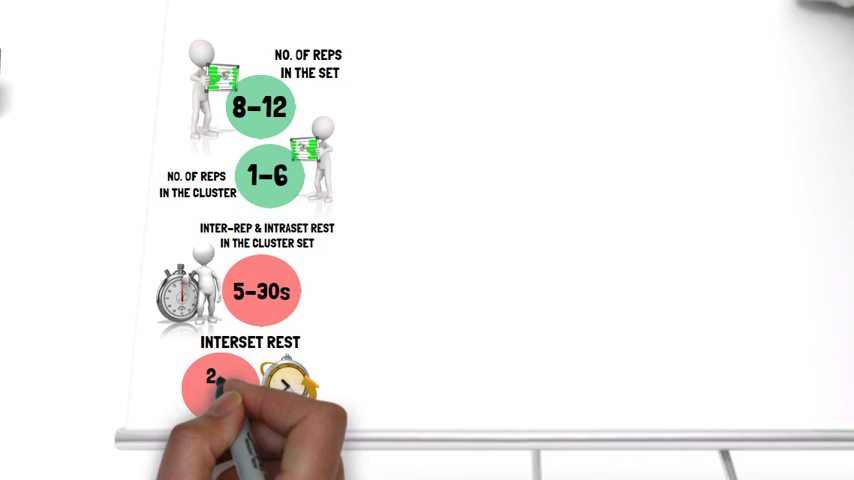 NO. OF REPS
IN THE SET
8-12
1-6
NO. OF REPS
IN THE CLUSTER
INTER-REP & INTRASET REST
IN THE CLUSTER SET
5-30s
INTERSET REST
2